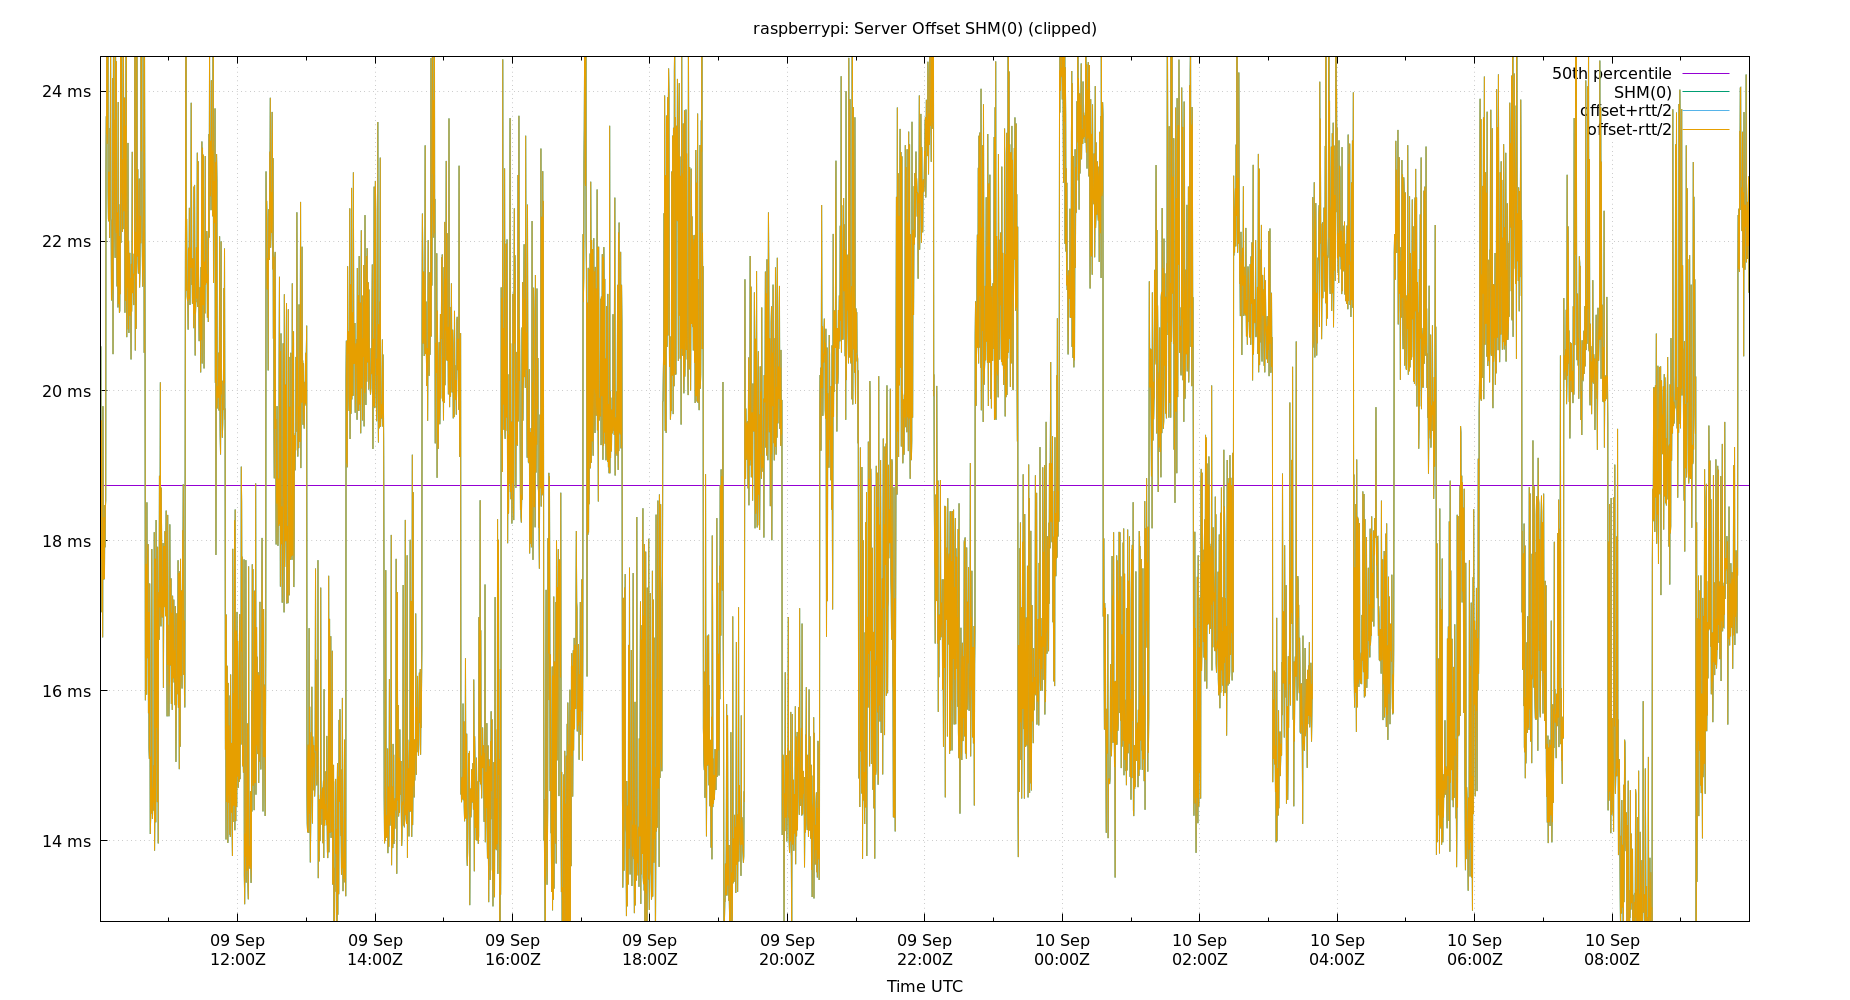 raspberrypi: Server Offset SHM(0) (clipped)
50th percentile
SHM(0)
offset+rtt/2
offset-rtt/2
24 ms
22 ms
20 ms
18 ms
16 ms
14 ms
09 Sep 09 Sep 09 Sep 09 Sep 09 Sep 09 Sep 10 Sep 10 Sep 10 Sep 10 Sep 10 Sep
12:00Z 14:00Z 16:00Z 18:00Z 20:00Z 22:00Z 00:00Z 02:00Z 04:00Z 06:00Z 08:00Z
Time UTC